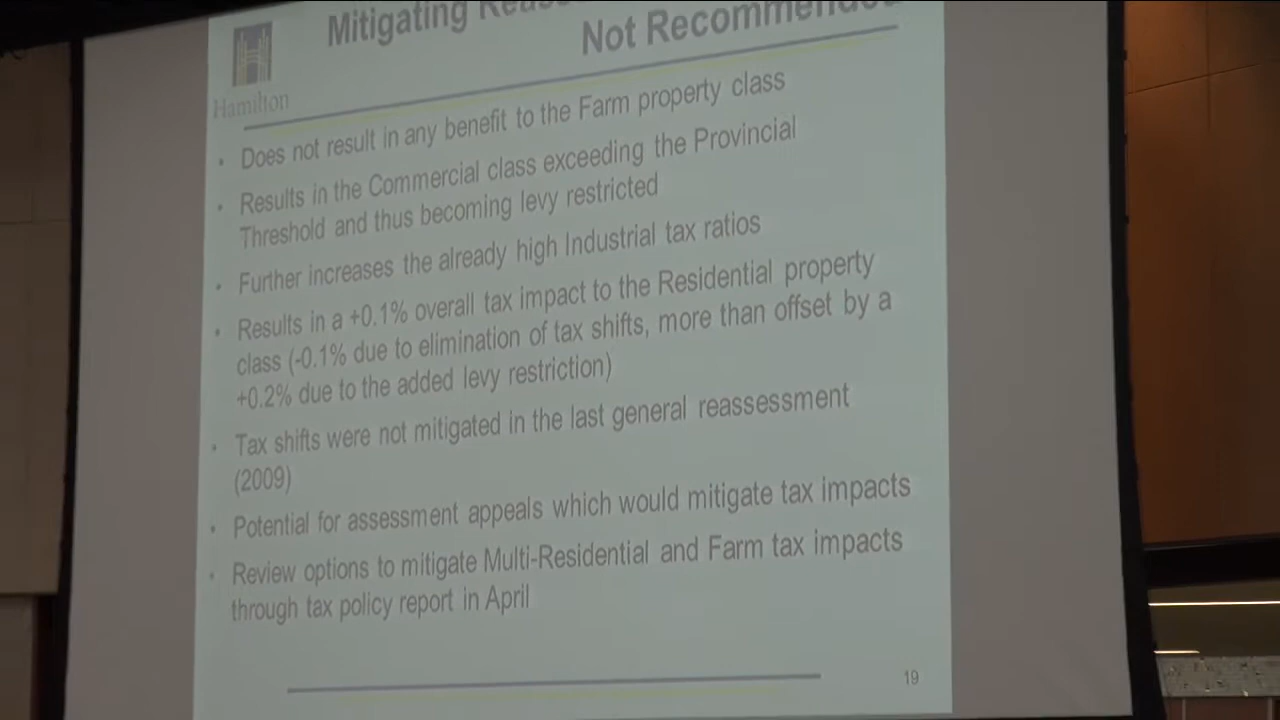 Mitigating
Not Recommended
Hamilton
• Does not result in any benefit to the Farm property class
• Results in the Commercial class exceeding the Provincial
Threshold and thus becoming levy restricted
• Further increases the already high Industrial tax ratios
• Results in a +0.1% overall tax impact to the Residential property
class (-0.1% due to elimination of tax shifts, more than offset by a
+0.2% due to the added levy restriction)
• Tax shifts were not mitigated in the last general reassessment
(2009)
• Potential for assessment appeals which would mitigate tax impacts
• Review options to mitigate Multi-Residential and Farm tax impacts
through tax policy report in April
19